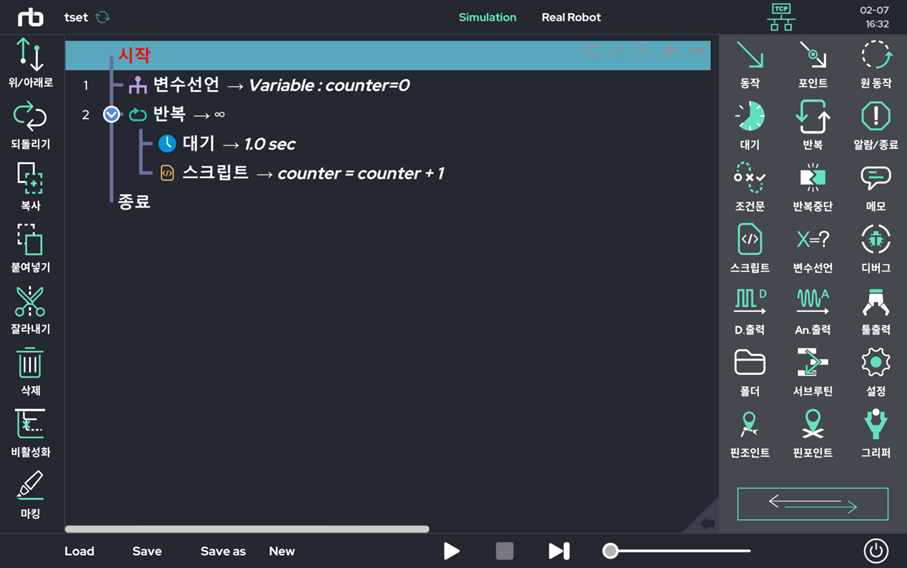 rb
tset
Simulation
Real Robot
TCP
02-07
16:32
위/아래로
되돌리기
복사
붙여넣기
잘라내기
삭제
비활성화
마킹
시작
1 변수선언 → Variable : counter=0
2 반복 → ∞
대기 → 1.0 sec
스크립트 → counter = counter + 1
종료
동작 포인트 원 동작
대기 반복 알람/종료
조건문 반복중단 메모
X=?
스크립트 변수선언 디버그
D A
D.출력 An.출력 툴출력
폴더 서브루틴 설정
핀조인트 핀포인트 그리퍼
Load Save Save as New